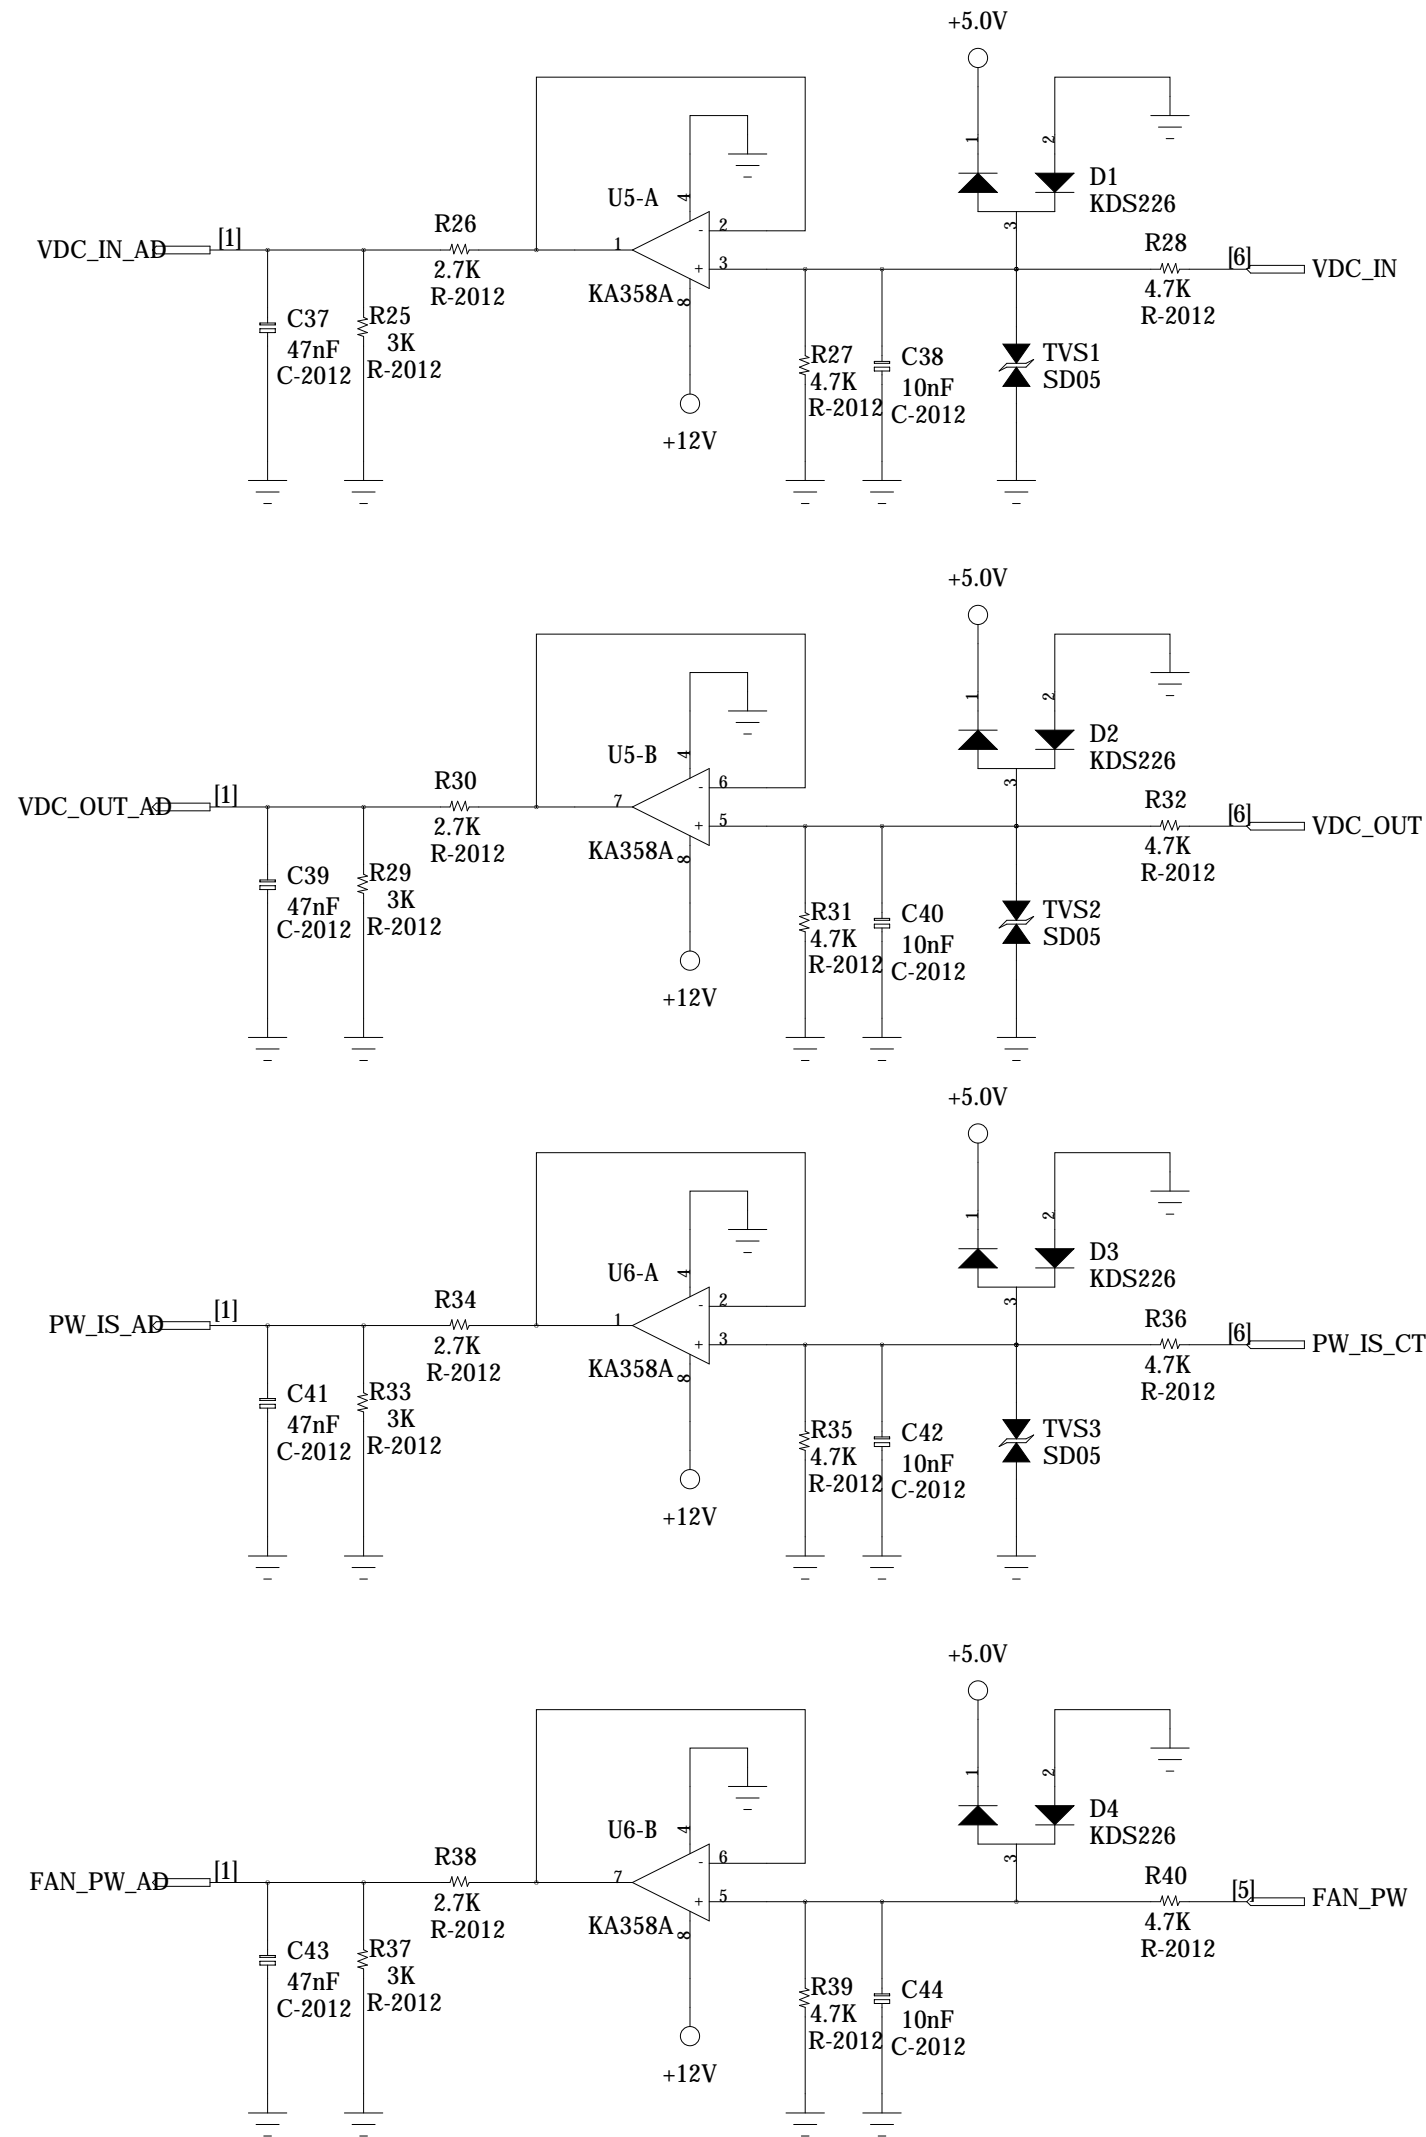 +5.0V
1
2
D1
KDS226
3
U5-A
4
2
R26
[1]
VDC_IN_AD
1
-
+
3
R28
[6]
VDC_IN
2.7K
R-2012
KA358A
8
4.7K
R-2012
C37
47nF
C-2012
R25
3K
R-2012
R27
4.7K
R-2012
C38
10nF
C-2012
TVS1
SD05
+12V
+5.0V
1
2
D2
KDS226
3
U5-B
4
6
R30
[1]
VDC_OUT_AD
7
-
+
5
R32
[6]
VDC_OUT
2.7K
R-2012
KA358A
8
4.7K
R-2012
C39
47nF
C-2012
R29
3K
R-2012
R31
4.7K
R-2012
C40
10nF
C-2012
TVS2
SD05
+12V
+5.0V
1
2
D3
KDS226
3
U6-A
4
2
R34
[1]
PW_IS_AD
1
-
+
3
R36
[6]
PW_IS_CT
2.7K
R-2012
KA358A
8
4.7K
R-2012
C41
47nF
C-2012
R33
3K
R-2012
R35
4.7K
R-2012
C42
10nF
C-2012
TVS3
SD05
+12V
+5.0V
1
2
D4
KDS226
3
U6-B
4
6
R38
[1]
FAN_PW_AD
7
-
+
5
R40
[5]
FAN_PW
2.7K
R-2012
KA358A
8
4.7K
R-2012
C43
47nF
C-2012
R37
3K
R-2012
R39
4.7K
R-2012
C44
10nF
C-2012
+12V